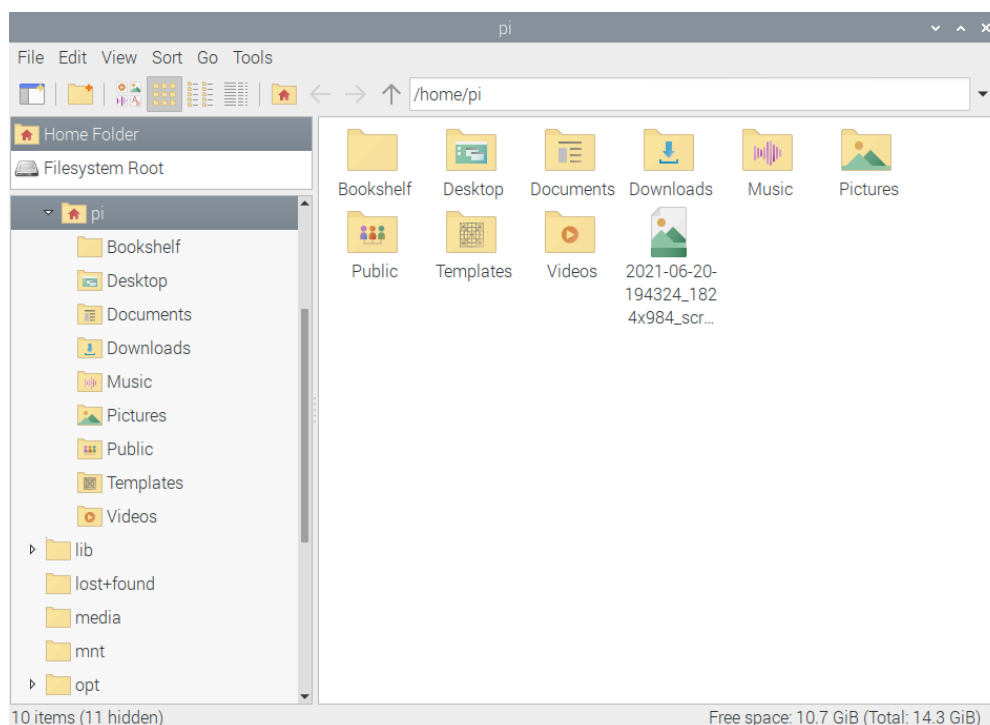 pi
File Edit View Sort Go Tools
/home/pi
Home Folder
Filesystem Root
pi
Bookshelf
Desktop
Documents
Downloads
Music
Pictures
Public
Templates
Videos
lib
lost+found
media
mnt
opt
Bookshelf Desktop Documents Downloads Music Pictures
Public Templates Videos 2021-06-20-
194324_182
4x984_scr...
10 items (11 hidden) Free space: 10.7 GiB (Total: 14.3 GiB)